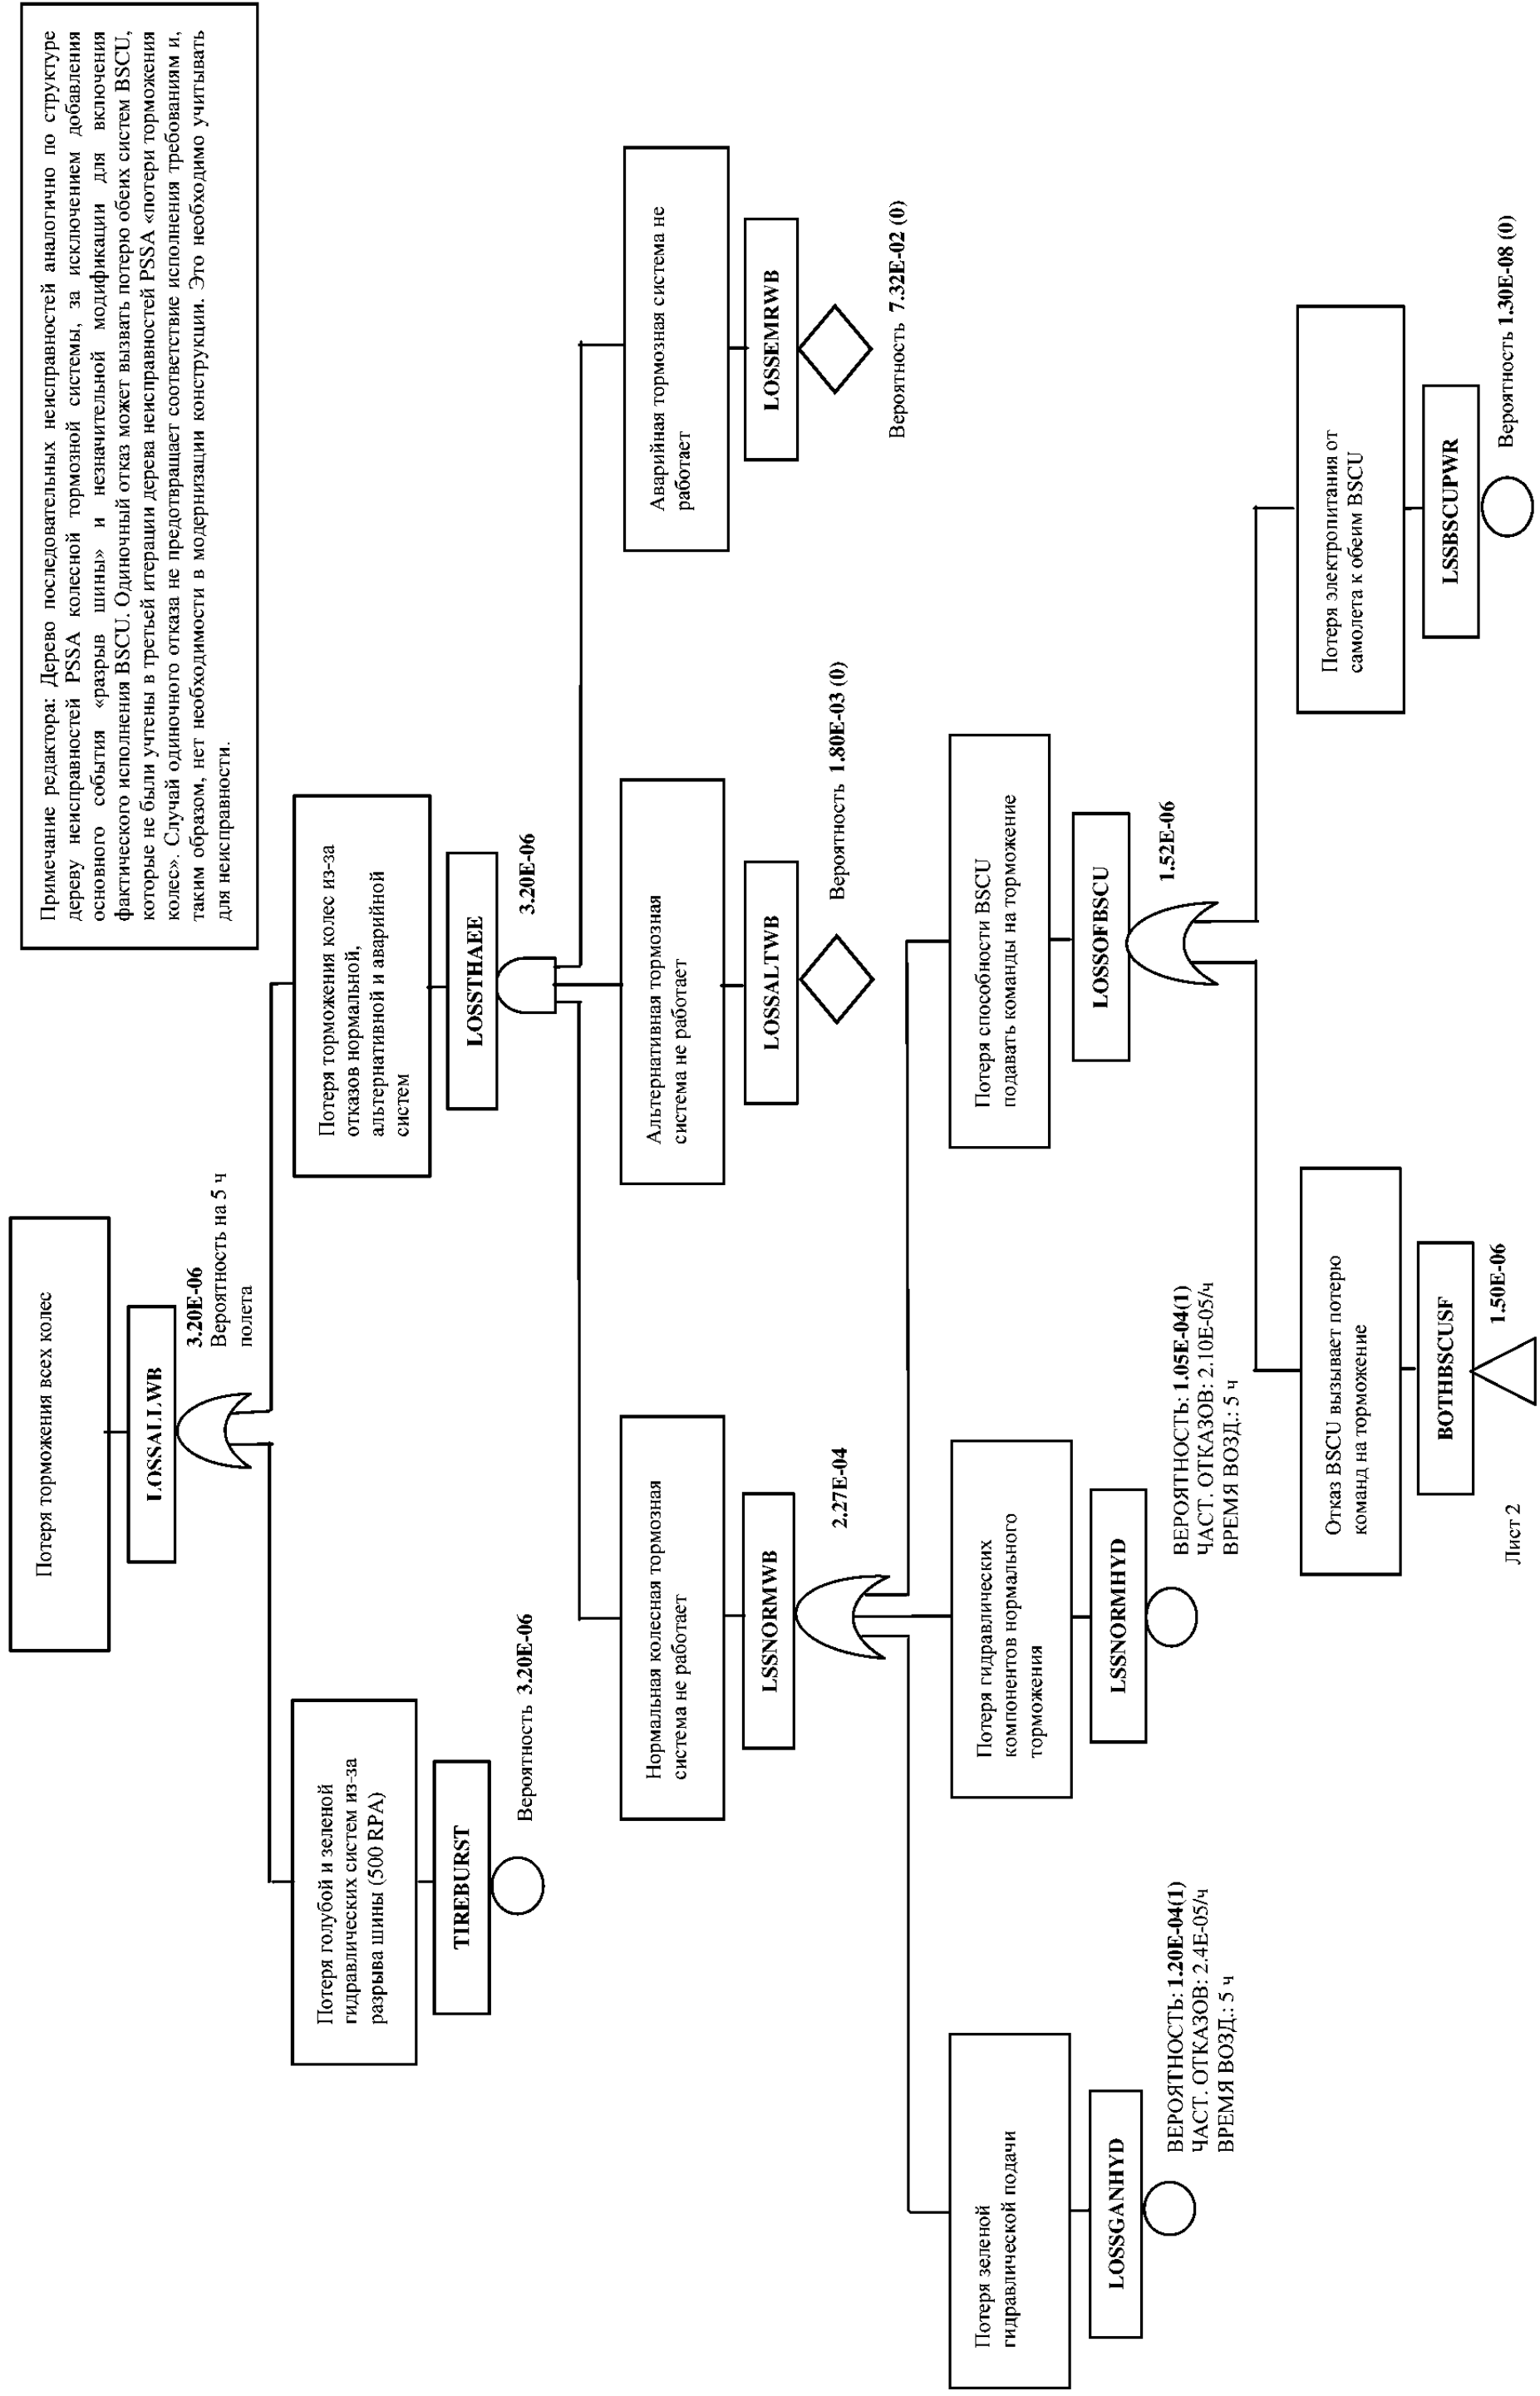 Примечание редактора: Дерево последовательных неисправностей аналогично по структуре
дереву неисправностей PSSA колесной тормозной системы, за исключением добавления
основного события «разрыв шины» и незначительной модификации для включения
фактического исполнения BSCU. Одиночный отказ может вызвать потерю обеих систем BSCU,
которые не были учтены в третьей итерации дерева неисправностей PSSA «потери торможения
колес». Случай одиночного отказа не предотвращает соответствие исполнения требованиям и,
таким образом, нет необходимости в модернизации конструкции. Это необходимо учитывать
для неисправности.
Потеря торможения всех колес
LOSSALLWB
3.20E-06
Вероятность на 5 ч
полета
Потеря голубой и зеленой
гидравлических систем из-за
разрыва шины (500 RPA)
TIREBURST
Вероятность 3.20E-06
Потеря торможения колес из-за
отказов нормальной,
альтернативной и аварийной
систем
LOSSTHAEE
3.20E-06
Нормальная колесная тормозная
система не работает
LSSNORMWB
2.27E-04
Альтернативная тормозная
система не работает
LOSSALTWB
Вероятность 1.80E-03 (0)
Аварийная тормозная система не
работает
LOSSEMRWB
Вероятность 7.32E-02 (0)
Потеря зеленой
гидравлической подачи
LOSSGANHYD
ВЕРОЯТНОСТЬ: 1.20E-04(1)
ЧАСТ. ОТКАЗОВ: 2.4E-05/ч
ВРЕМЯ ВОЗД.: 5 ч
Потеря гидравлических
компонентов нормального
торможения
LSSNORMHYD
ВЕРОЯТНОСТЬ: 1.05E-04(1)
ЧАСТ. ОТКАЗОВ: 2.10E-05/ч
ВРЕМЯ ВОЗД.: 5 ч
Потеря способности BSCU
подавать команды на торможение
LOSSOFBSCU
1.52E-06
Отказ BSCU вызывает потерю
команд на торможение
BOTHBSCUSF
1.50E-06
Лист 2
Потеря электропитания от
самолета к обеим BSCU
LSSBSCUPWR
Вероятность 1.30E-08 (0)